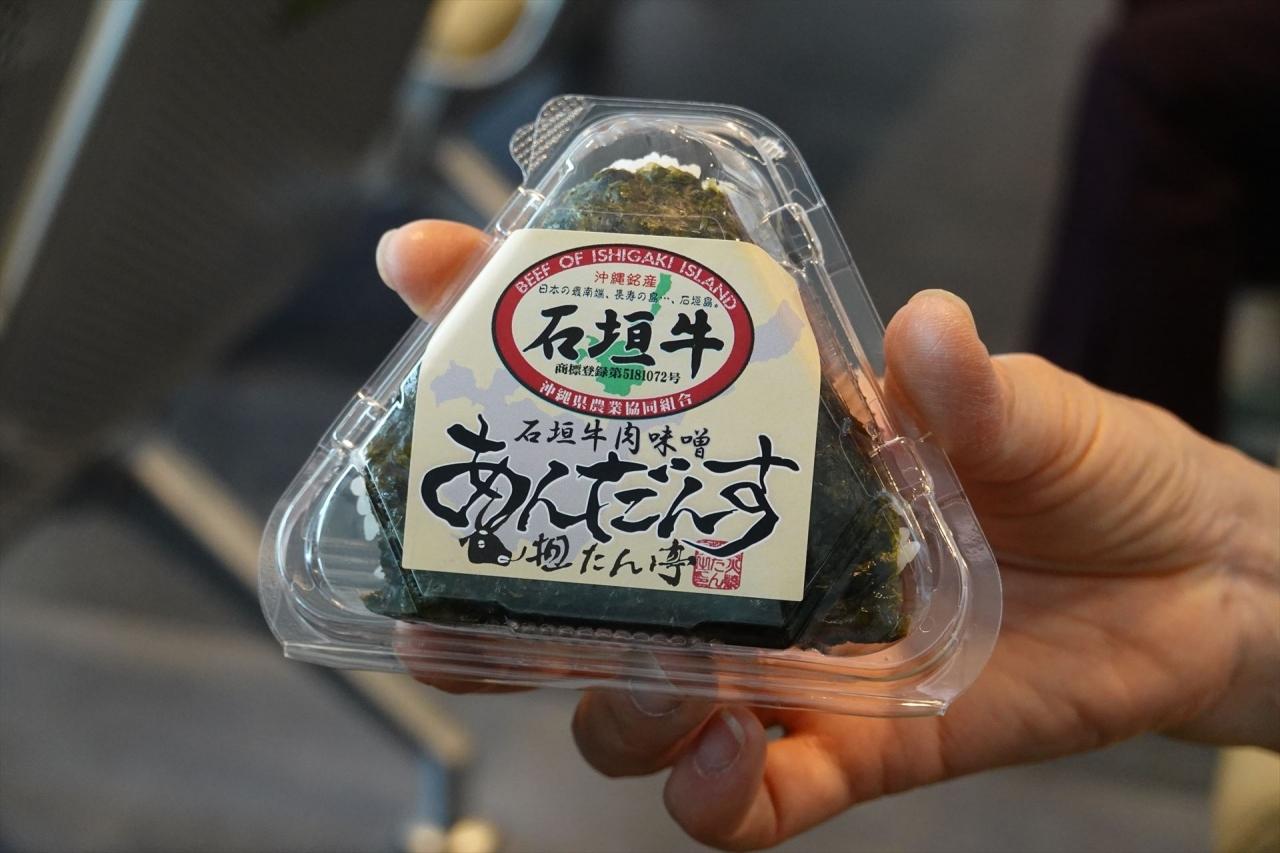 BEEF OF ISHIGAKI ISLAND
沖縄銘産
日本の最南端、長寿の島…、石垣島。
石垣牛
商標登録第5181072号
沖縄県農業協同組合
石垣牛肉味噌
あんだんす
担たん亭